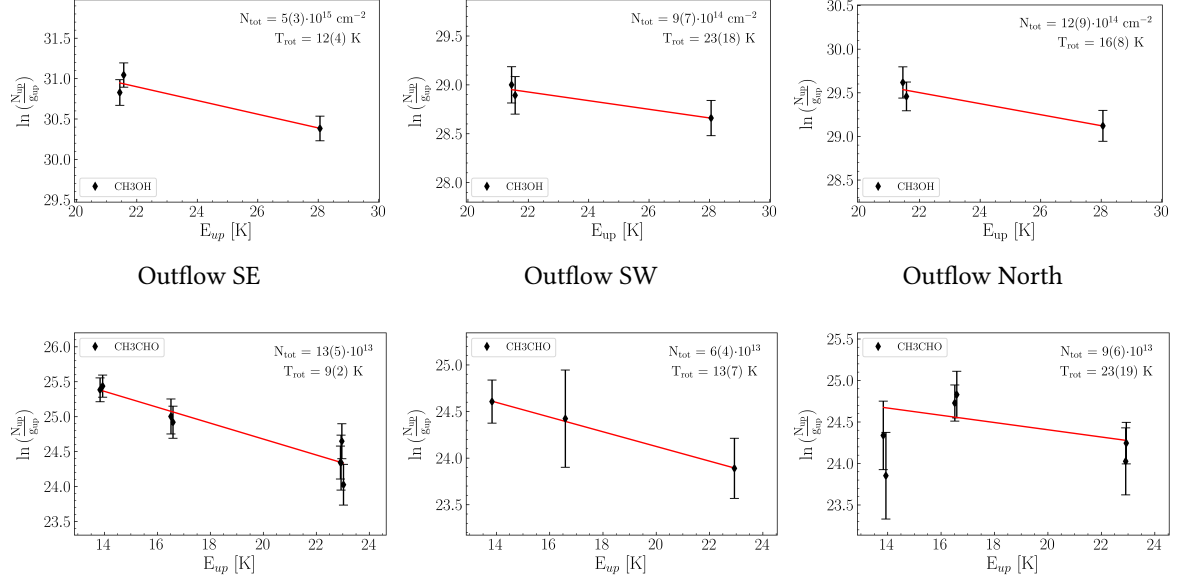 31.5
31.0
30.5
30.0
29.5
20 22 24 26 28 30
ln (N_up/g_up)
E_up [K]
N_tot = 5(3)·10^15 cm^−2
T_rot = 12(4) K
CH3OH
29.5
29.0
28.5
28.0
20 22 24 26 28 30
ln (N_up/g_up)
E_up [K]
N_tot = 9(7)·10^14 cm^−2
T_rot = 23(18) K
CH3OH
30.5
30.0
29.5
29.0
28.5
20 22 24 26 28 30
ln (N_up/g_up)
E_up [K]
N_tot = 12(9)·10^14 cm^−2
T_rot = 16(8) K
CH3OH
Outflow SE
Outflow SW
Outflow North
26.0
25.5
25.0
24.5
24.0
23.5
14 16 18 20 22 24
ln (N_up/g_up)
E_up [K]
CH3CHO
N_tot = 13(5)·10^13
T_rot = 9(2) K
25.0
24.5
24.0
23.5
14 16 18 20 22 24
ln (N_up/g_up)
E_up [K]
CH3CHO
N_tot = 6(4)·10^13
T_rot = 13(7) K
25.5
25.0
24.5
24.0
23.5
14 16 18 20 22 24
ln (N_up/g_up)
E_up [K]
CH3CHO
N_tot = 9(6)·10^13
T_rot = 23(19) K